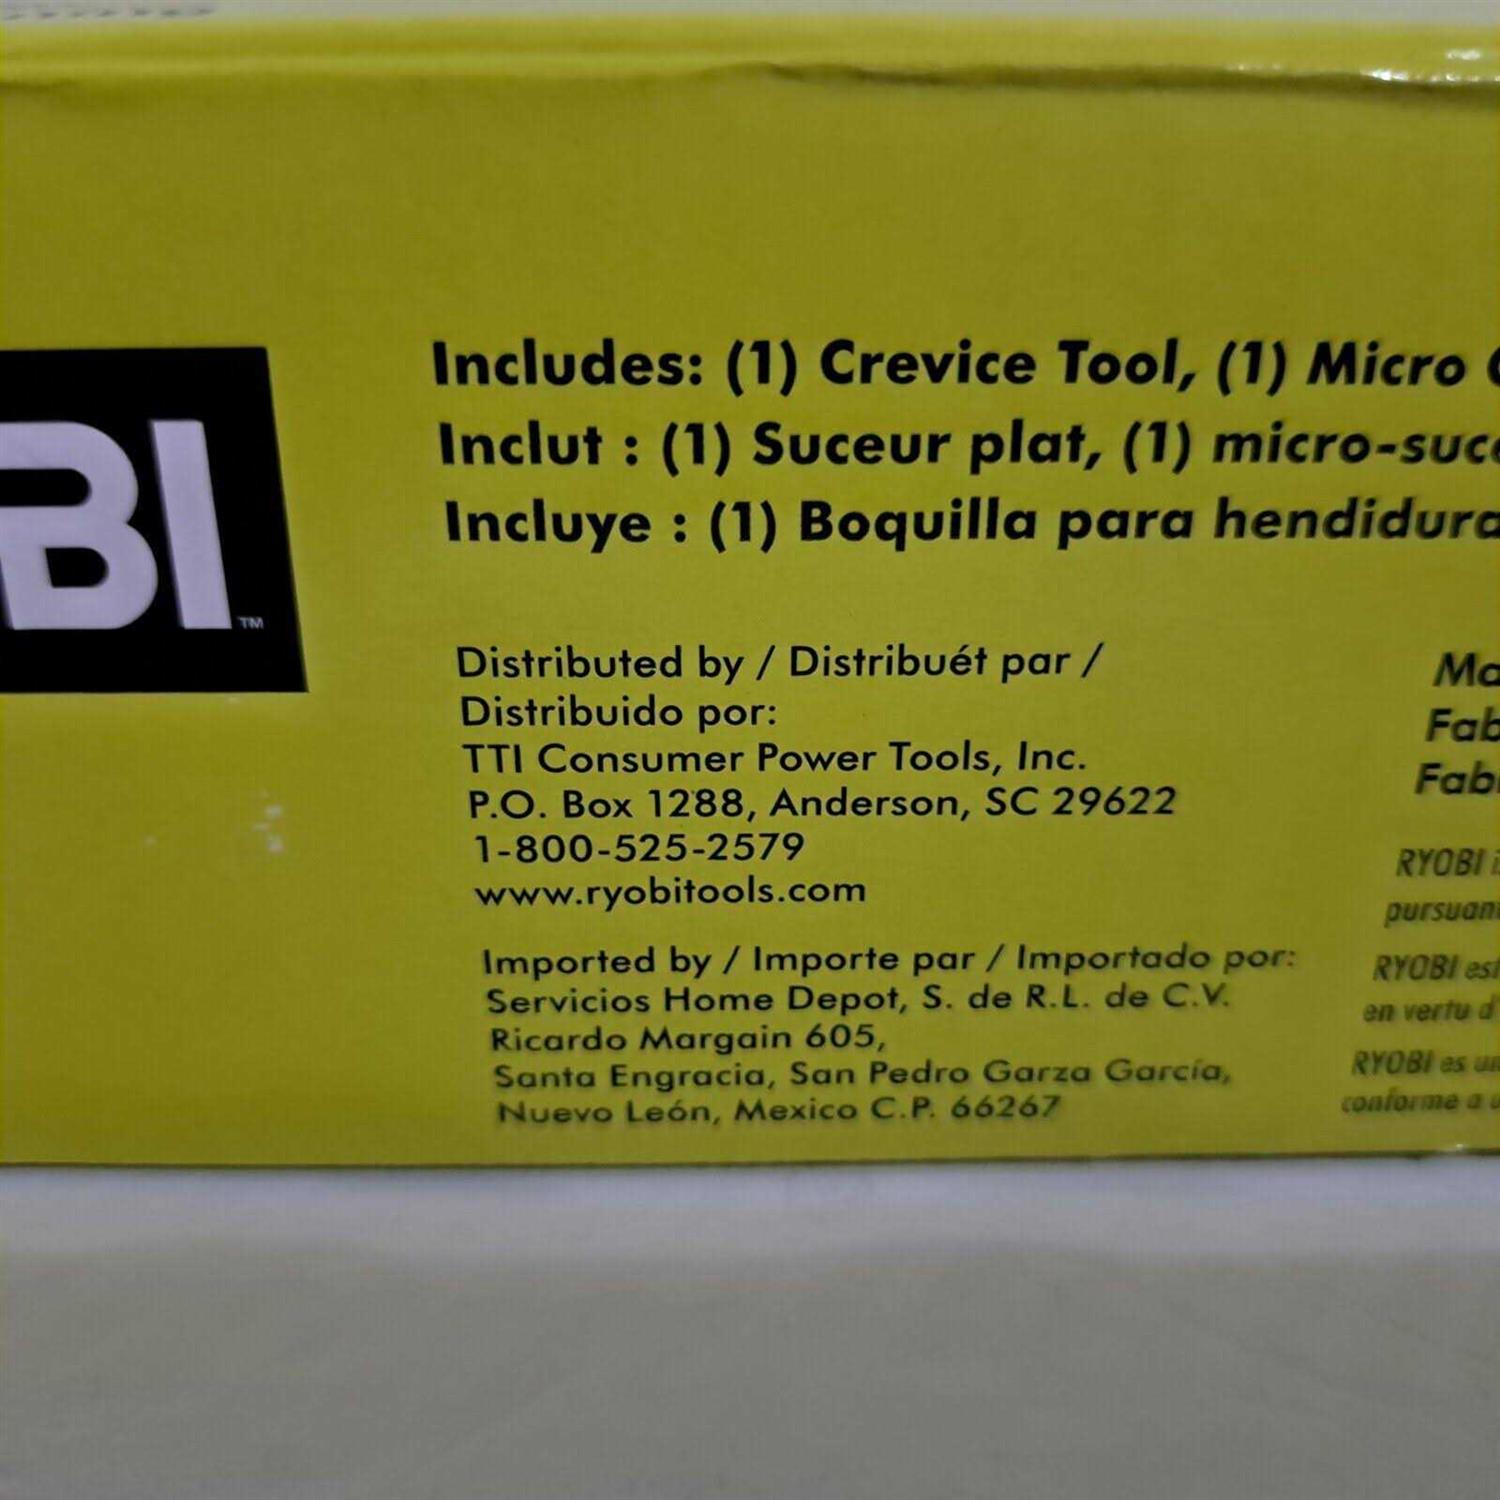 BI
TM
Includes: (1) Crevice Tool, (1) Micro
Inclut : (1) Suceur plat, (1) micro-suc
Incluye : (1) Boquilla para hendidura
Distributed by / Distribuét par /
Distribuido por:
TTI Consumer Power Tools, Inc.
P.O. Box 1288, Anderson, SC 29622
1-800-525-2579
www.ryobitools.com
Imported by / Importe par / Importado por:
Servicios Home Depot, S. de R.L. de C.V.
Ricardo Margain 605,
Santa Engracia, San Pedro Garza García,
Nuevo León, Mexico C.P. 66267
Ma
Fab
Fab
RYOBI
pursuan
RYOBI est
en vertu d'
RYOBI es un
conforme a u